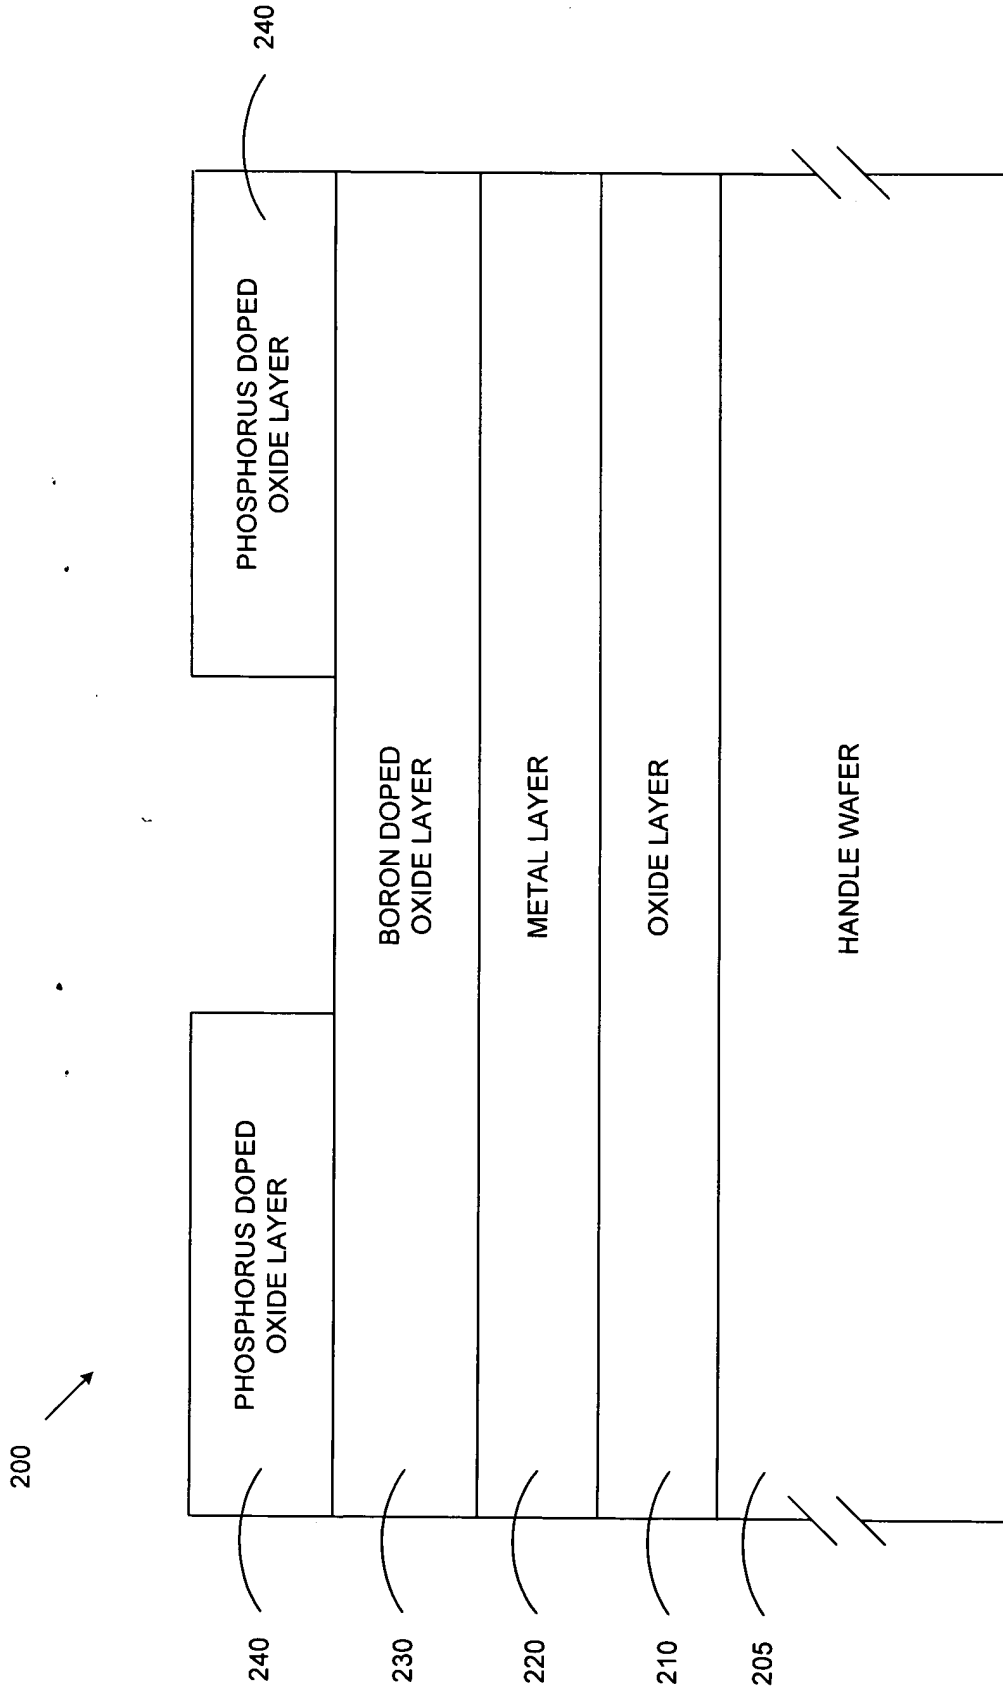 200
240
PHOSPHORUS DOPED
OXIDE LAYER
PHOSPHORUS DOPED
OXIDE LAYER
240
230
BORON DOPED
OXIDE LAYER
220
METAL LAYER
210
OXIDE LAYER
205
HANDLE WAFER